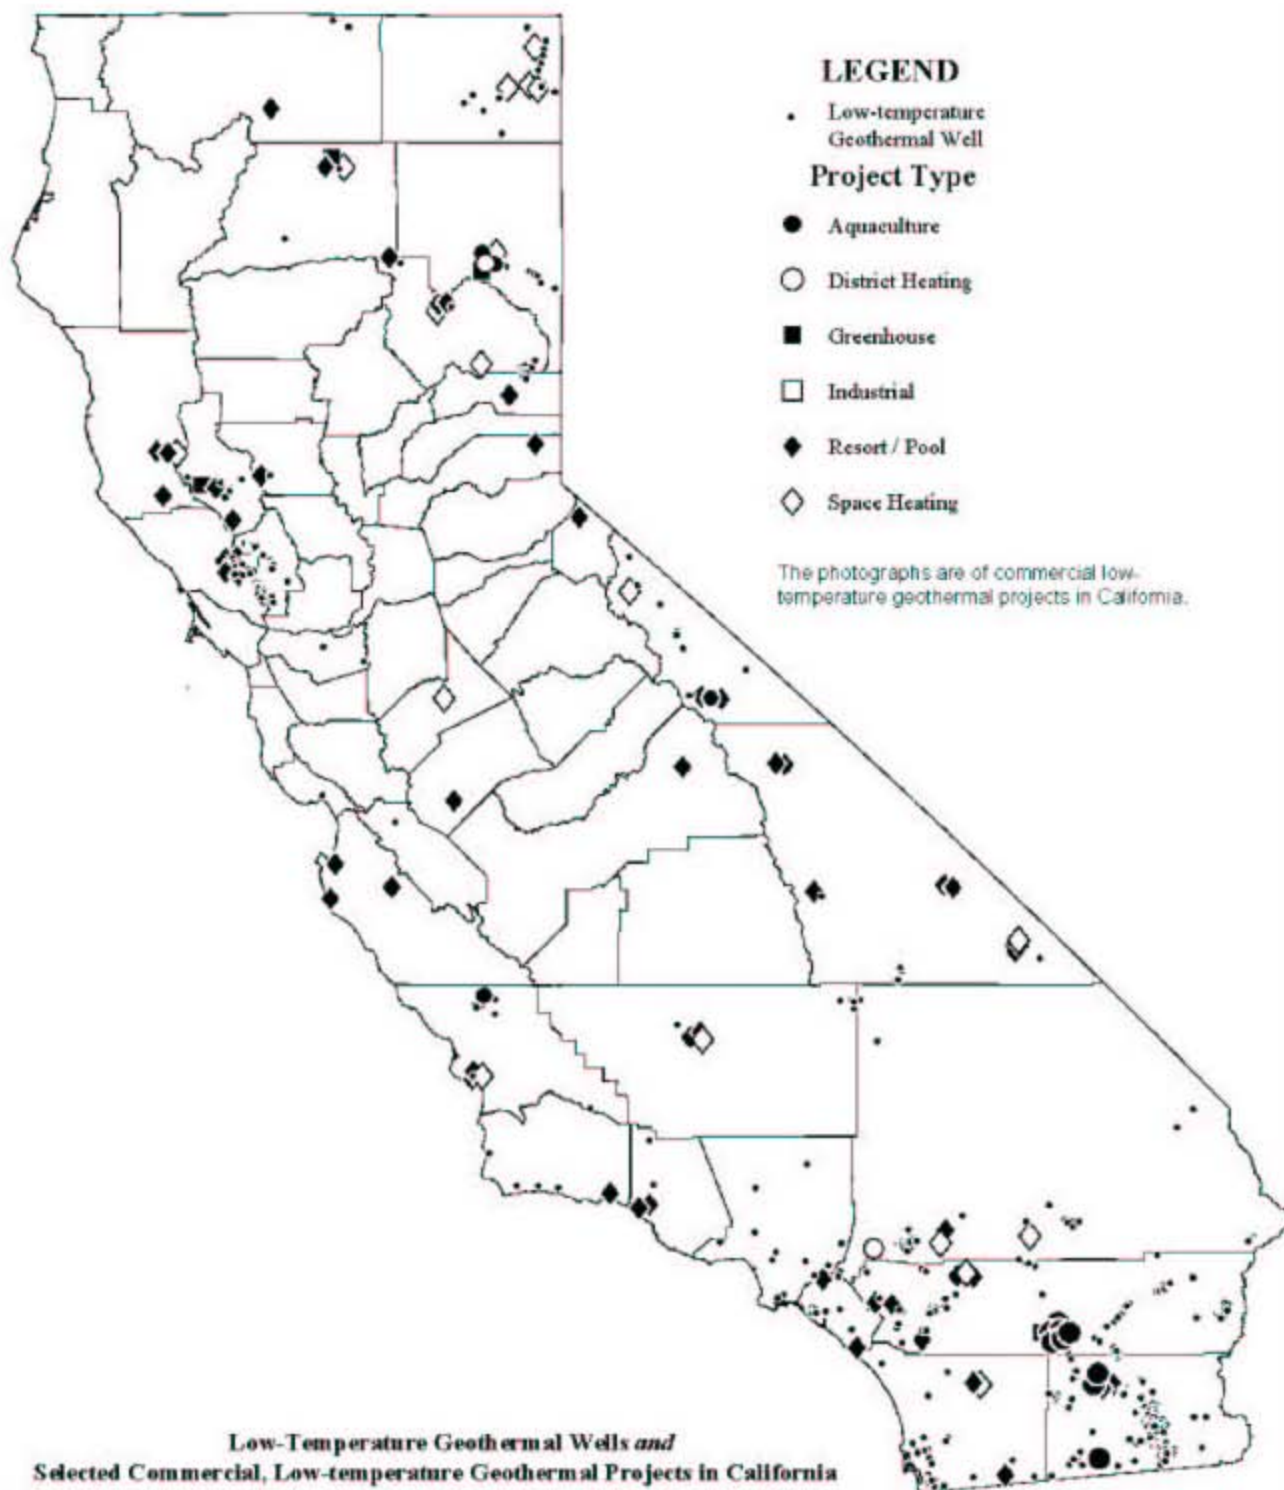 LEGEND
Low-temperature
Geothermal Well
Project Type
Aquaculture
District Heating
Greenhouse
Industrial
Resort / Pool
Space Heating
The photographs are of commercial low-
temperature geothermal projects in California.
Low-Temperature Geothermal Wells and
Selected Commercial, Low-temperature Geothermal Projects in California